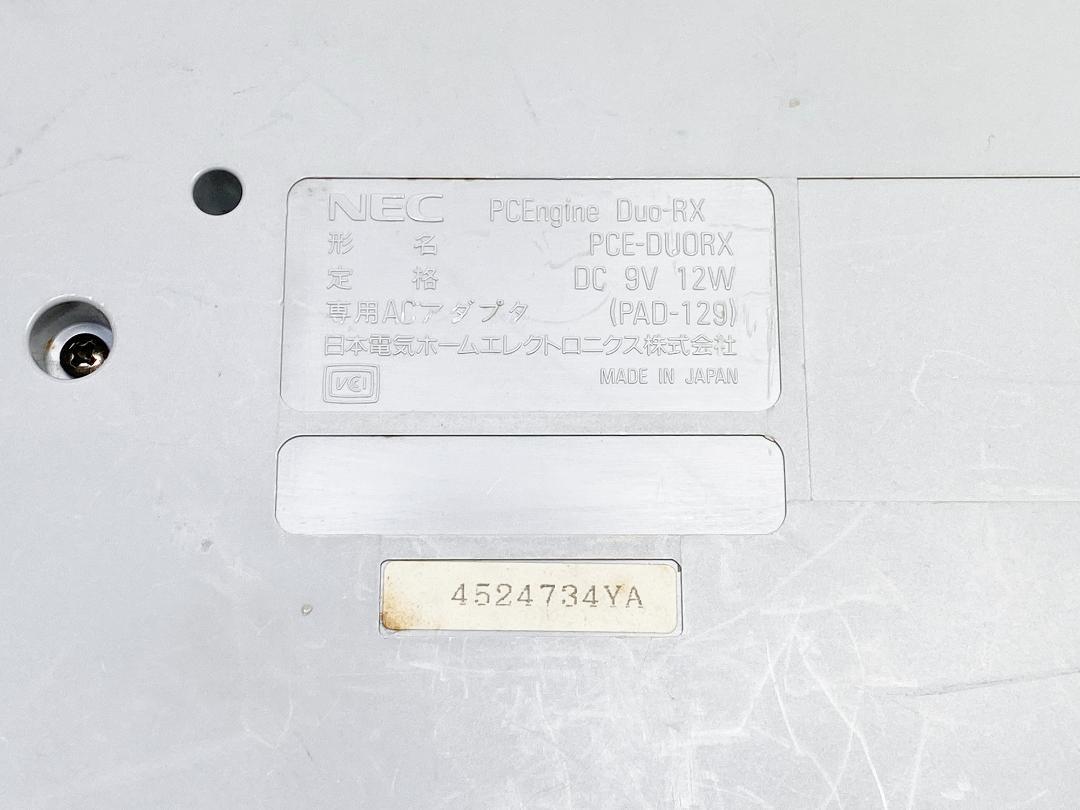 NEC PCEngine Duo-RX
形名 PCE-DUORX
定格 DC 9V 12W
専用ACアダプタ (PAD-129)
日本電気ホームエレクトロニクス株式会社
VCI MADE IN JAPAN
4524734YA